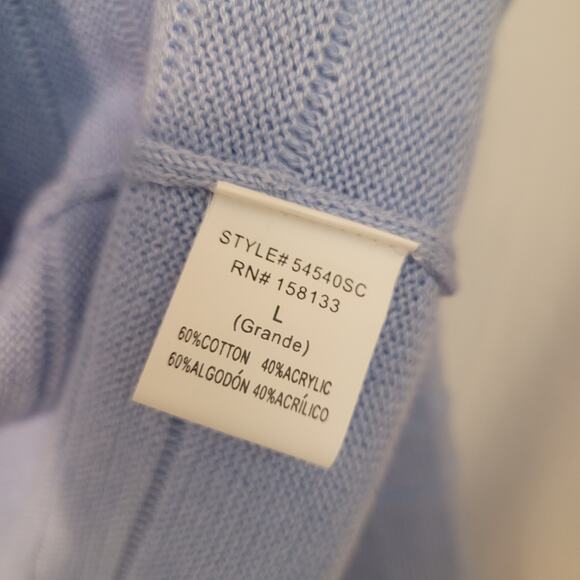 STYLE# 54540SC
RN# 158133
L
(Grande)
60%COTTON 40%ACRYLIC
60%ALGODÓN 40%ACRÍLICO